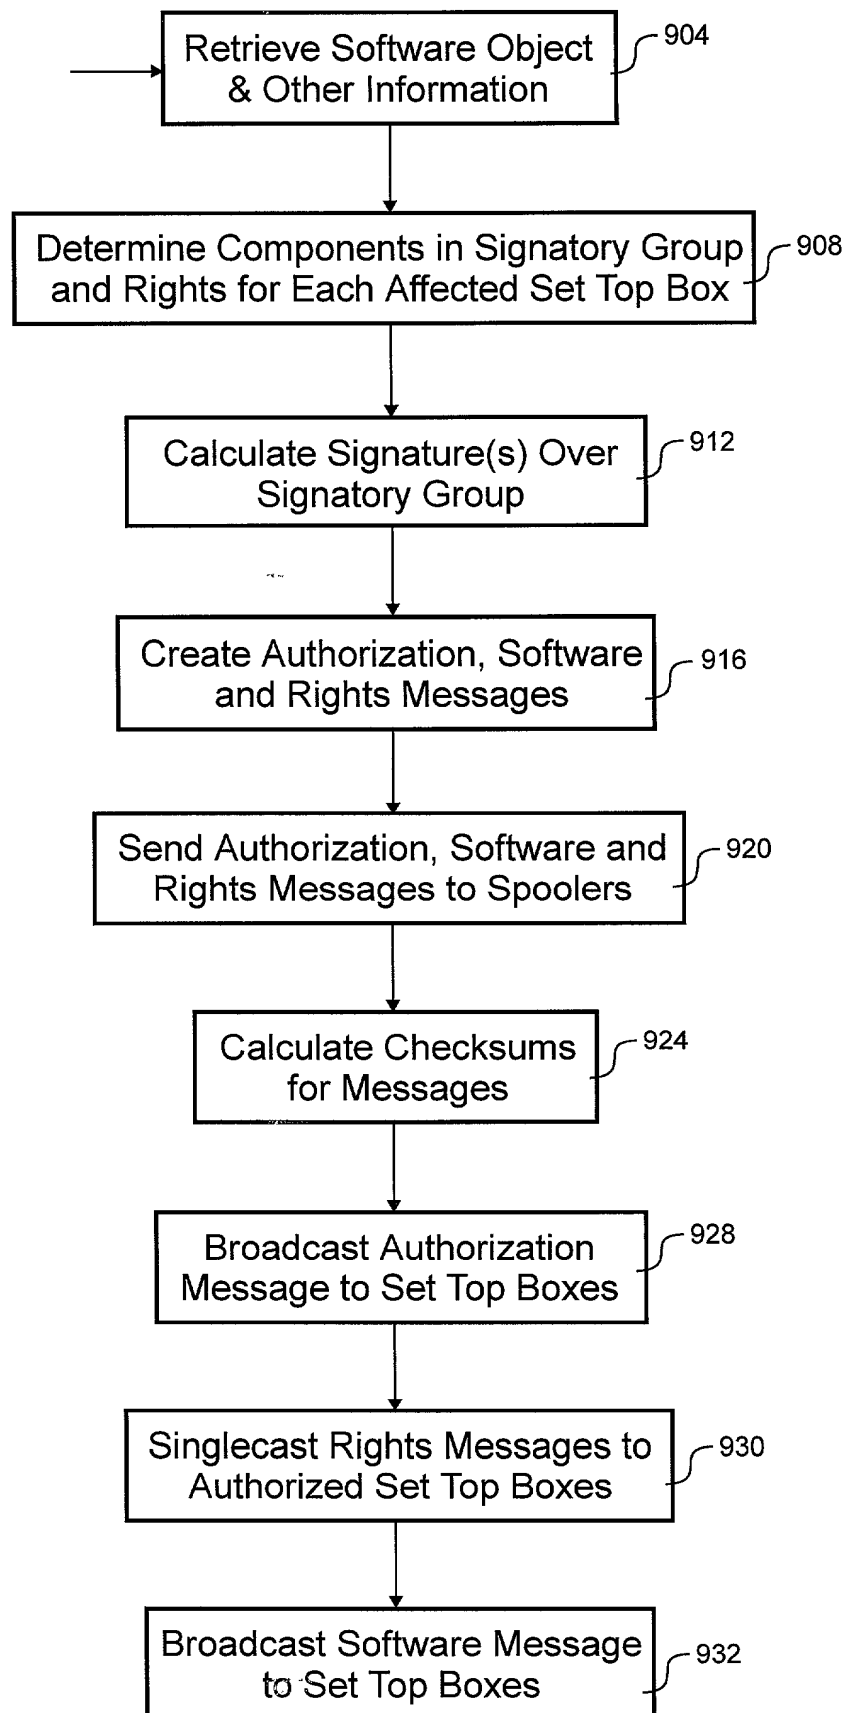 Retrieve Software Object
& Other Information
904
Determine Components in Signatory Group
and Rights for Each Affected Set Top Box
908
Calculate Signature(s) Over
Signatory Group
912
Create Authorization, Software
and Rights Messages
916
Send Authorization, Software and
Rights Messages to Spoolers
920
Calculate Checksums
for Messages
924
Broadcast Authorization
Message to Set Top Boxes
928
Singlecast Rights Messages to
Authorized Set Top Boxes
930
Broadcast Software Message
to Set Top Boxes
932